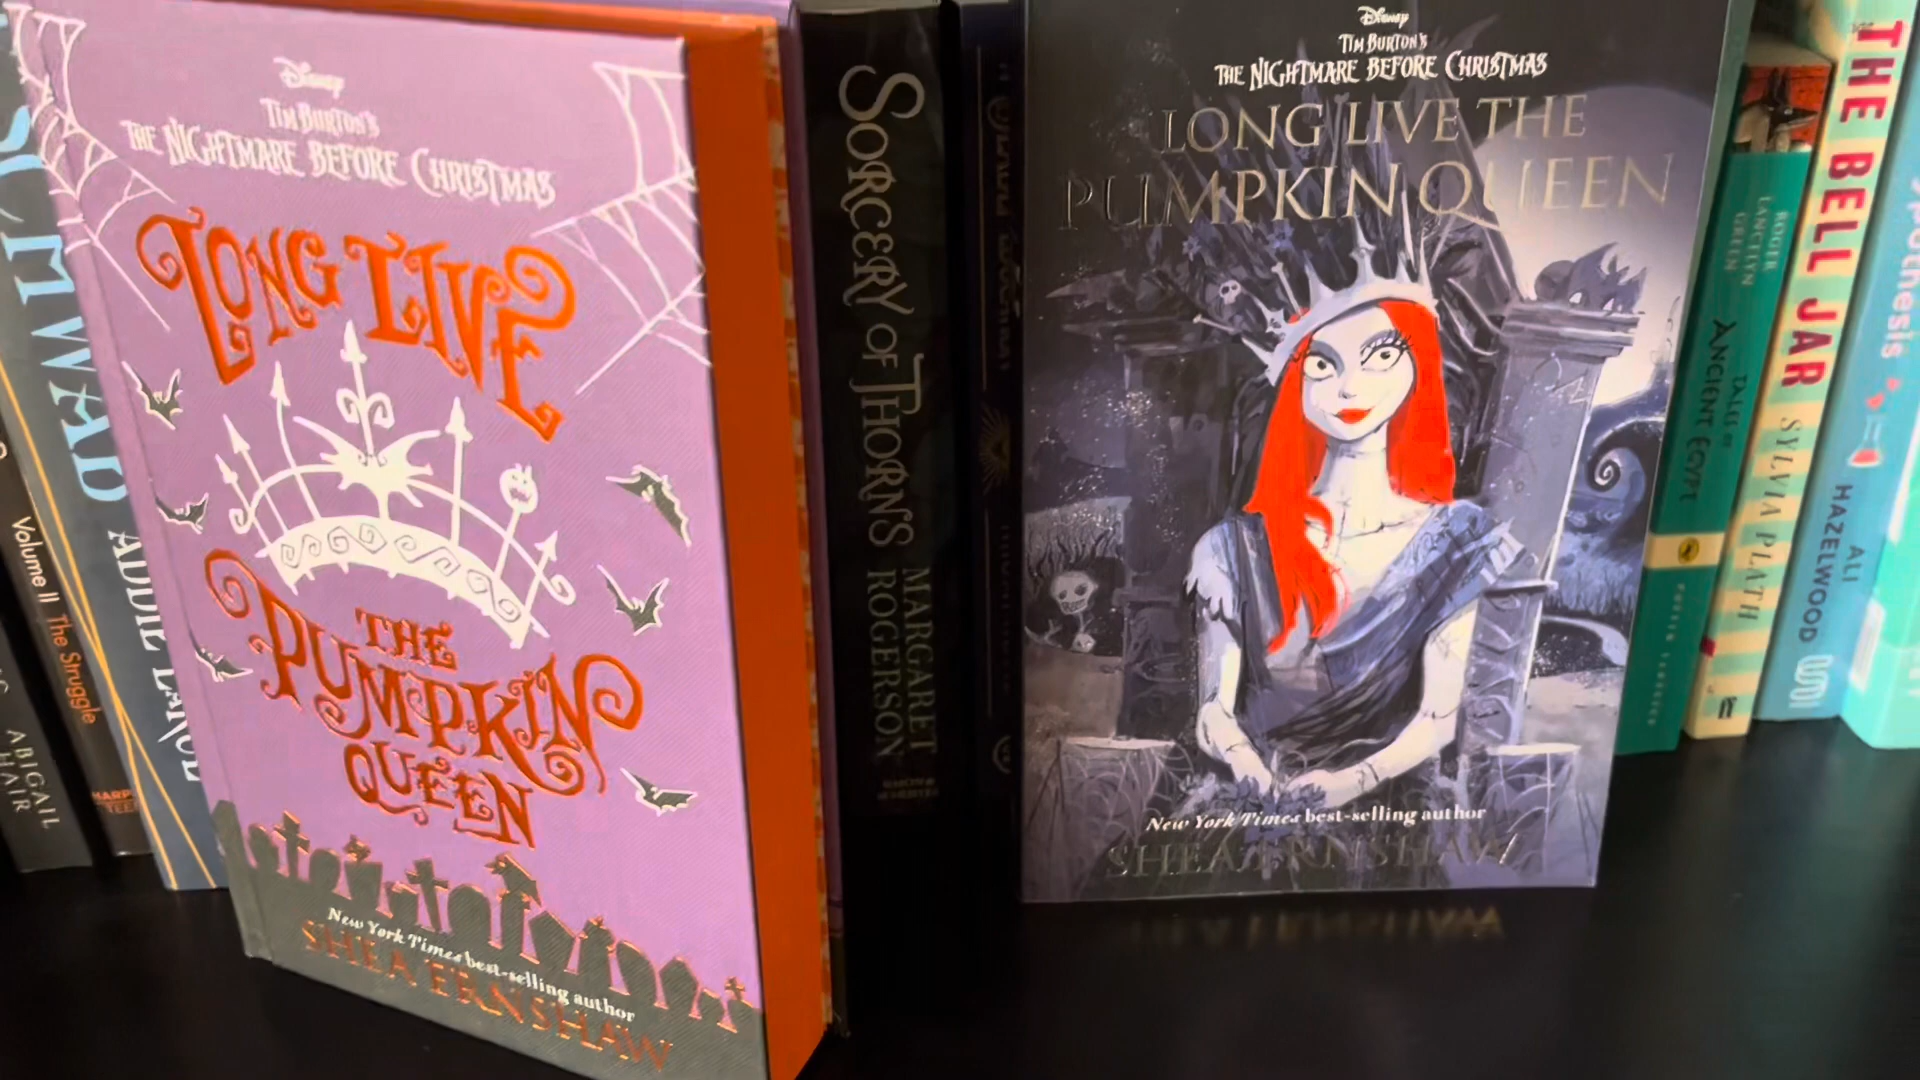 Disney
TIM BURTON'S
THE NIGHTMARE BEFORE CHRISTMAS
LONG LIVE
THE
PUMPKIN
QUEEN
New York Times best-selling author
SHEA ERNSHAW
Volume II The Struggle
ABIGAIL
HAIR
SORCERY OF THORNS
MARGARET
ROGERSON
Disney
TIM BURTON'S
THE NIGHTMARE BEFORE CHRISTMAS
LONG LIVE THE
PUMPKIN QUEEN
New York Times best-selling author
SHEA ERNSHAW
ROGER
LANCELYN
GREEN
TALES OF
ANCIENT EGYPT
THE BELL JAR
SYLVIA PLATH
ff
ALI
HAZELWOOD